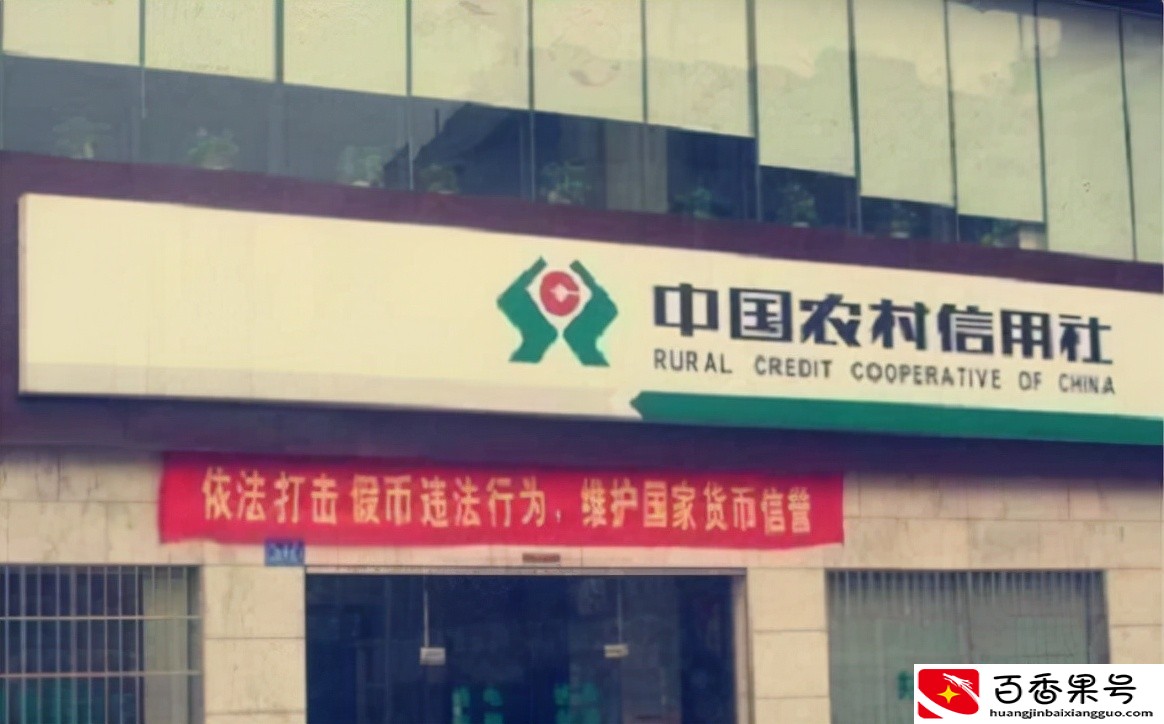 中国农村信用社
RURAL CREDIT COOPERATIVE OF CHINA
依法打击假币违法行为，维护国家货币信誉
百香果号
huangjinbaixiangguo.com